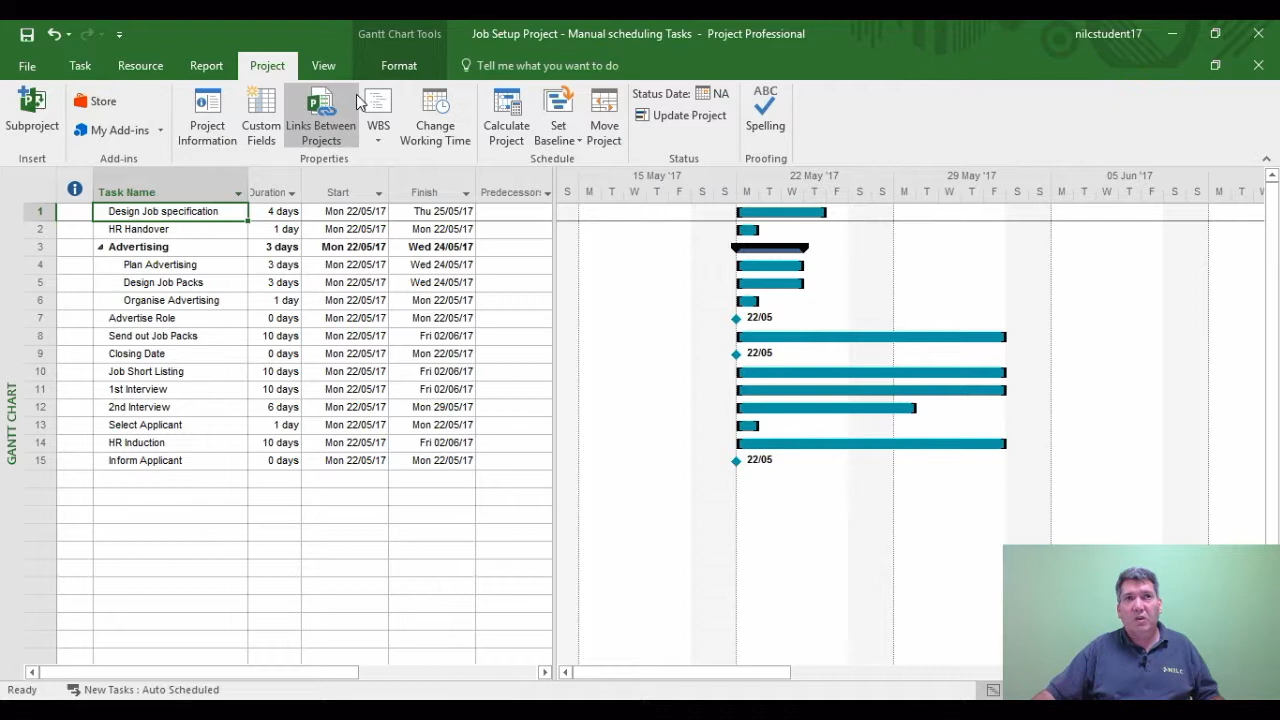 Gantt Chart Tools
Job Setup Project - Manual scheduling Tasks - Project Professional
nilcstudent17
File
Task
Resource
Report
Project
View
Format
Tell me what you want to do
Subproject
Store
My Add-ins
Project
Information
Custom
Fields
Links Between
Projects
WBS
Change
Working Time
Calculate
Project
Set
Baseline
Move
Project
Status Date: NA
Update Project
ABC
Spelling
Insert
Add-ins
Properties
Schedule
Status
Proofing
Task Name Duration Start Finish Predecessors
15 May '17 22 May '17 29 May '17 05 Jun '17
S M T W T F S S M T W T F S S M T W T F S S M T W T F S S M T W
1 Design Job specification 4 days Mon 22/05/17 Thu 25/05/17
2 HR Handover 1 day Mon 22/05/17 Mon 22/05/17
3 Advertising 3 days Mon 22/05/17 Wed 24/05/17
4 Plan Advertising 3 days Mon 22/05/17 Wed 24/05/17
5 Design Job Packs 3 days Mon 22/05/17 Wed 24/05/17
6 Organise Advertising 1 day Mon 22/05/17 Mon 22/05/17
7 Advertise Role 0 days Mon 22/05/17 Mon 22/05/17 22/05
8 Send out Job Packs 10 days Mon 22/05/17 Fri 02/06/17
9 Closing Date 0 days Mon 22/05/17 Mon 22/05/17 22/05
10 Job Short Listing 10 days Mon 22/05/17 Fri 02/06/17
11 1st Interview 10 days Mon 22/05/17 Fri 02/06/17
12 2nd Interview 6 days Mon 22/05/17 Mon 29/05/17
13 Select Applicant 1 day Mon 22/05/17 Mon 22/05/17
14 HR Induction 10 days Mon 22/05/17 Fri 02/06/17
15 Inform Applicant 0 days Mon 22/05/17 Mon 22/05/17 22/05
GANTT CHART
NILC
Ready
New Tasks : Auto Scheduled